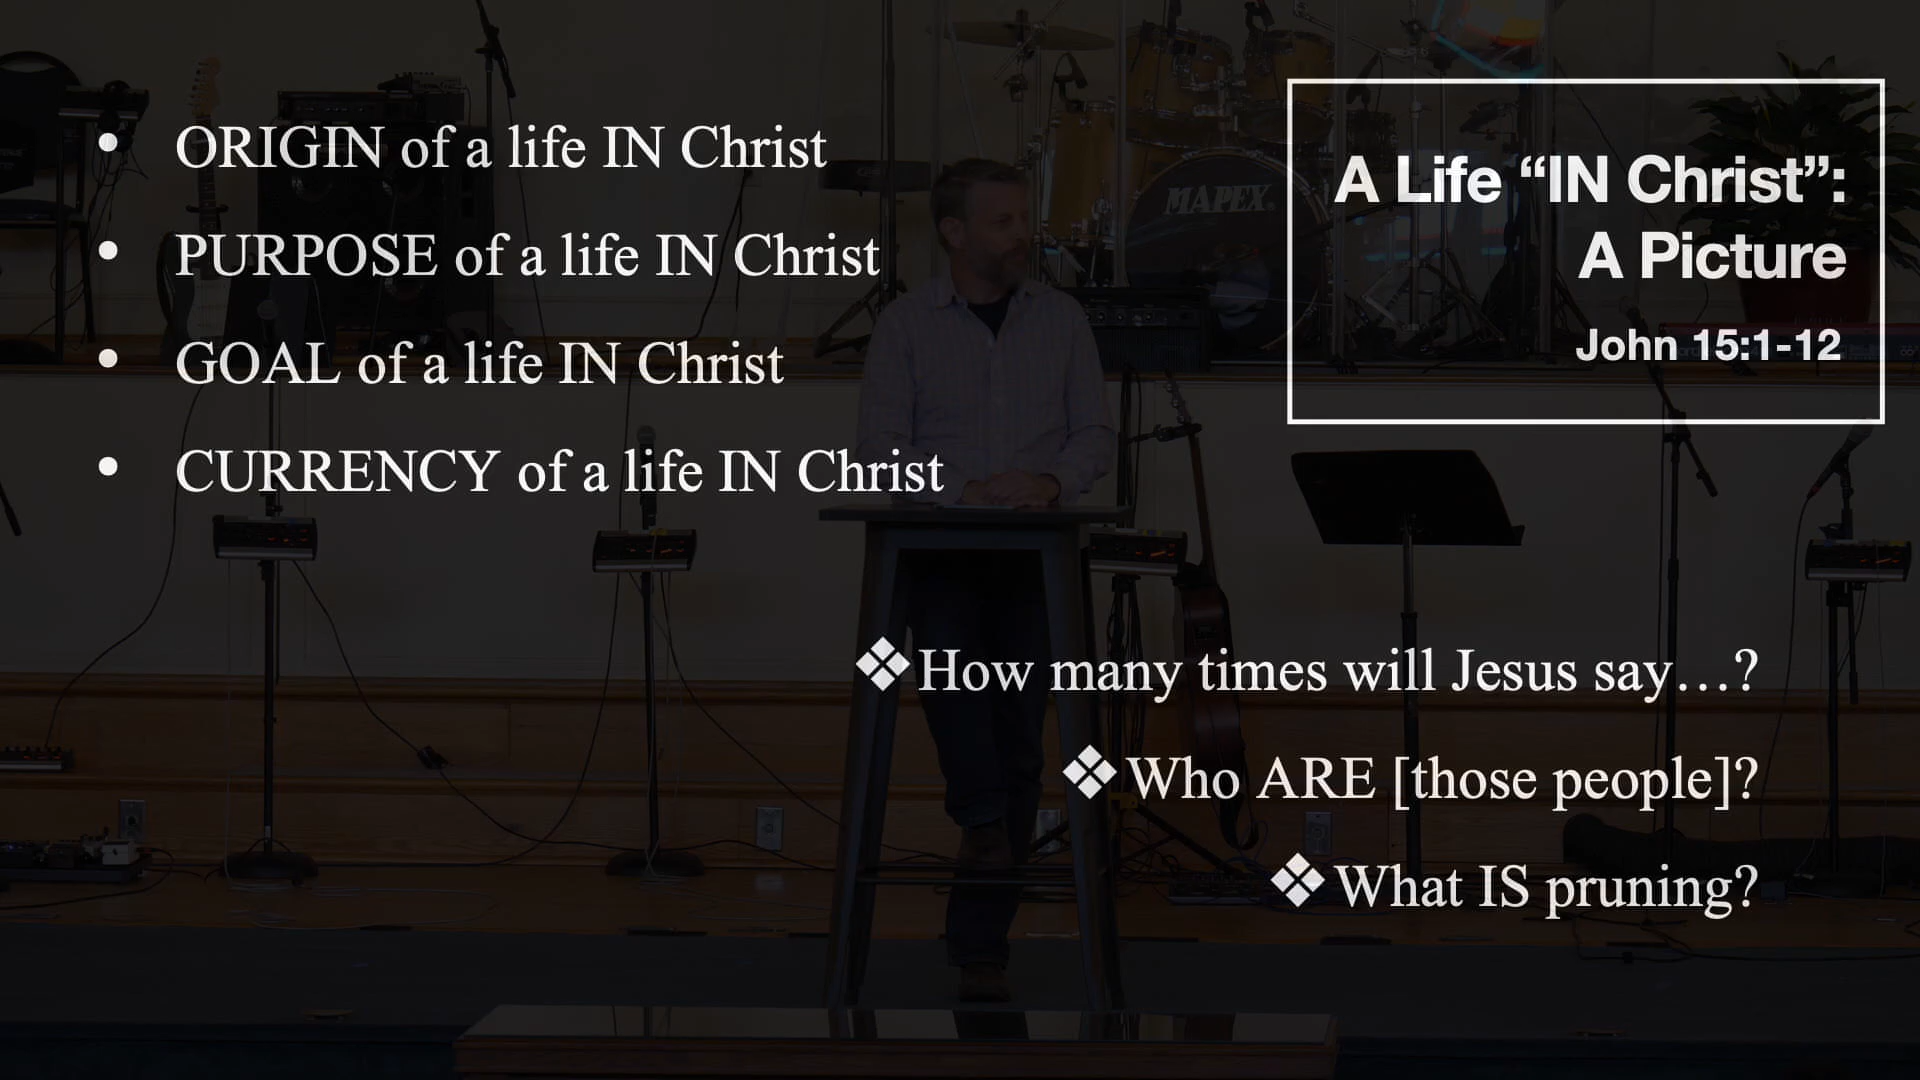 • ORIGIN of a life IN Christ
• PURPOSE of a life IN Christ
• GOAL of a life IN Christ
• CURRENCY of a life IN Christ
A Life “IN Christ”:
A Picture
John 15:1-12
MAPEX
❖How many times will Jesus say…?
❖Who ARE [those people]?
❖What IS pruning?